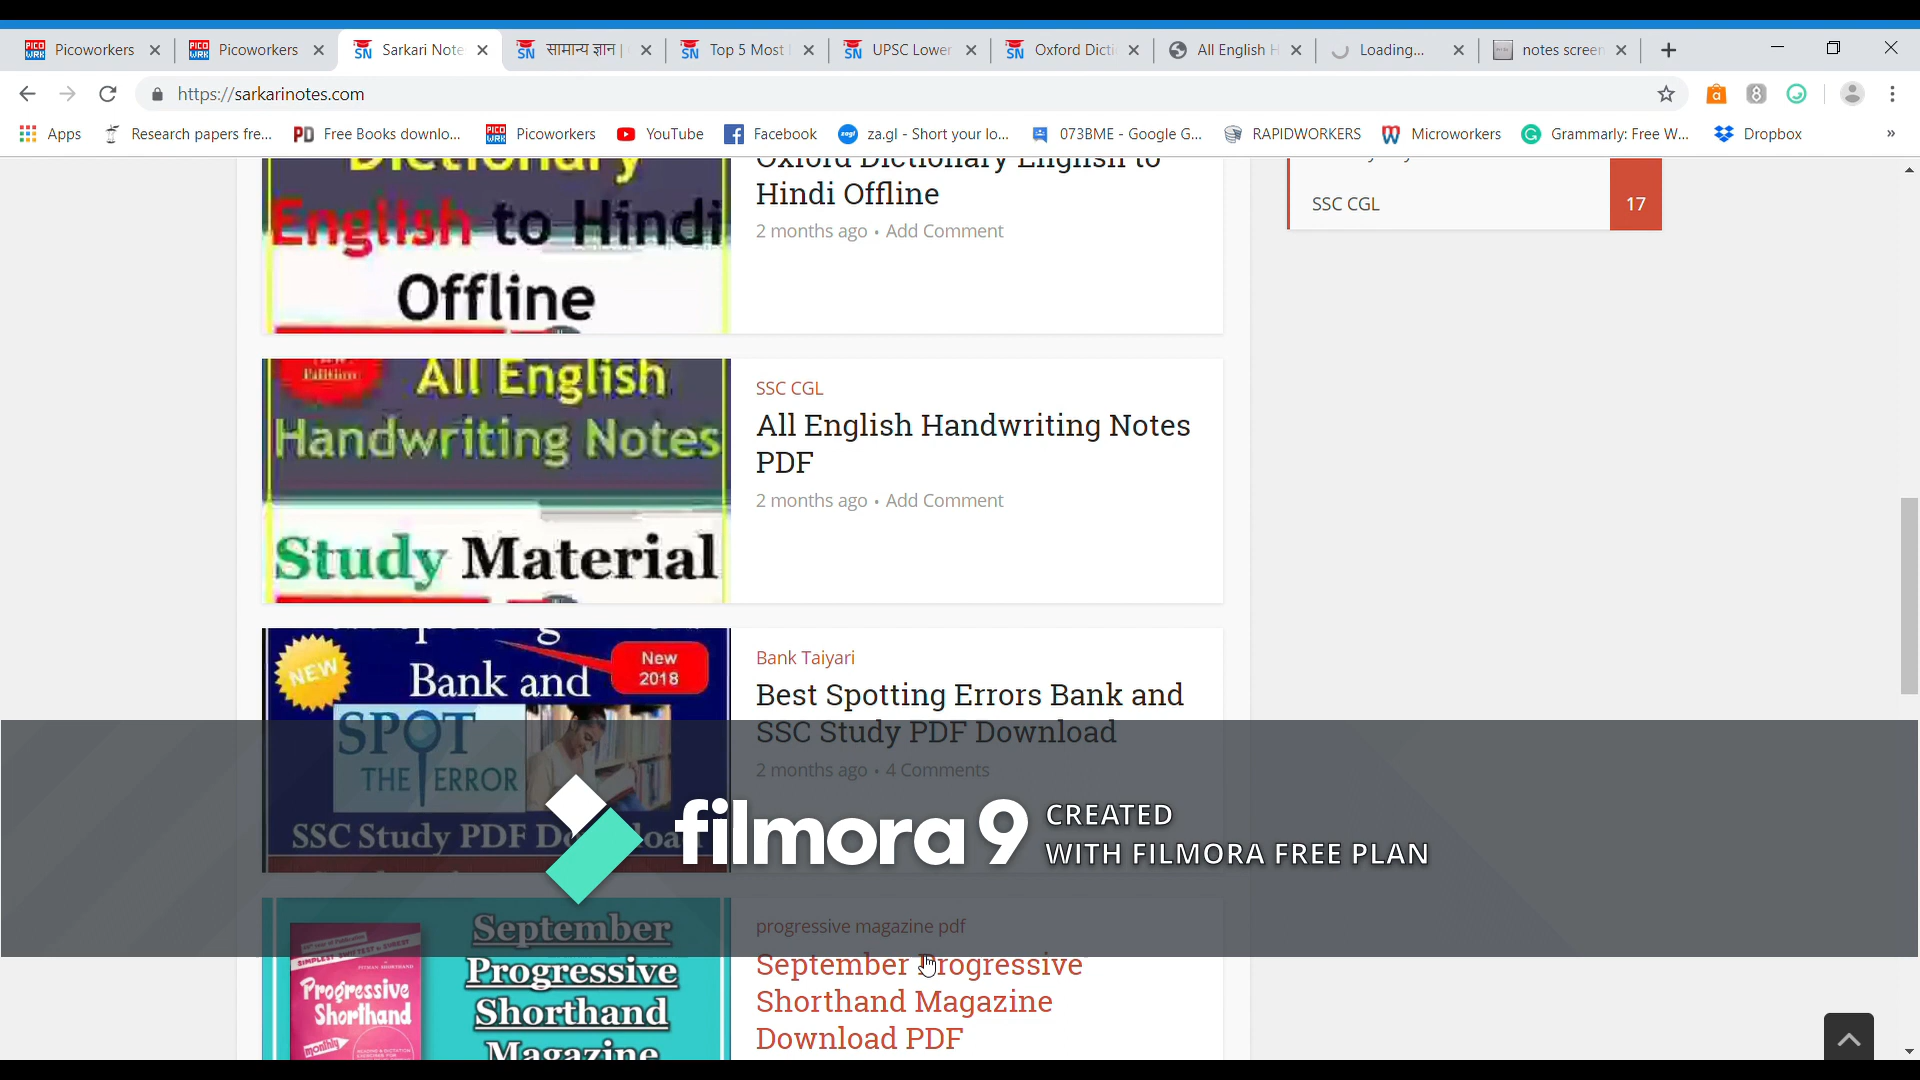 Picoworkers
Picoworkers
Sarkari Note
सामान्य ज्ञान |
Top 5 Most
UPSC Lower
Oxford Dicti
All English H
Loading...
notes screen
https://sarkarinotes.com
Apps
Research papers fre...
Free Books downlo...
Picoworkers
YouTube
Facebook
za.gl - Short your lo...
073BME - Google G...
RAPIDWORKERS
Microworkers
Grammarly: Free W...
Dropbox
»
Dictionary
English to Hindi
Offline
Oxford Dictionary English to
Hindi Offline
2 months ago • Add Comment
SSC CGL
17
All English
Handwriting Notes
Study Material
SSC CGL
All English Handwriting Notes
PDF
2 months ago • Add Comment
NEW
Bank and
New
2018
SPOT
THE ERROR
SSC Study PDF
Bank Taiyari
Best Spotting Errors Bank and
SSC Study PDF Download
2 months ago • 4 Comments
filmora 9
CREATED
WITH FILMORA FREE PLAN
Progressive
Shorthand
monthly
September
Progressive
Shorthand
Magazine
progressive magazine pdf
September Progressive
Shorthand Magazine
Download PDF